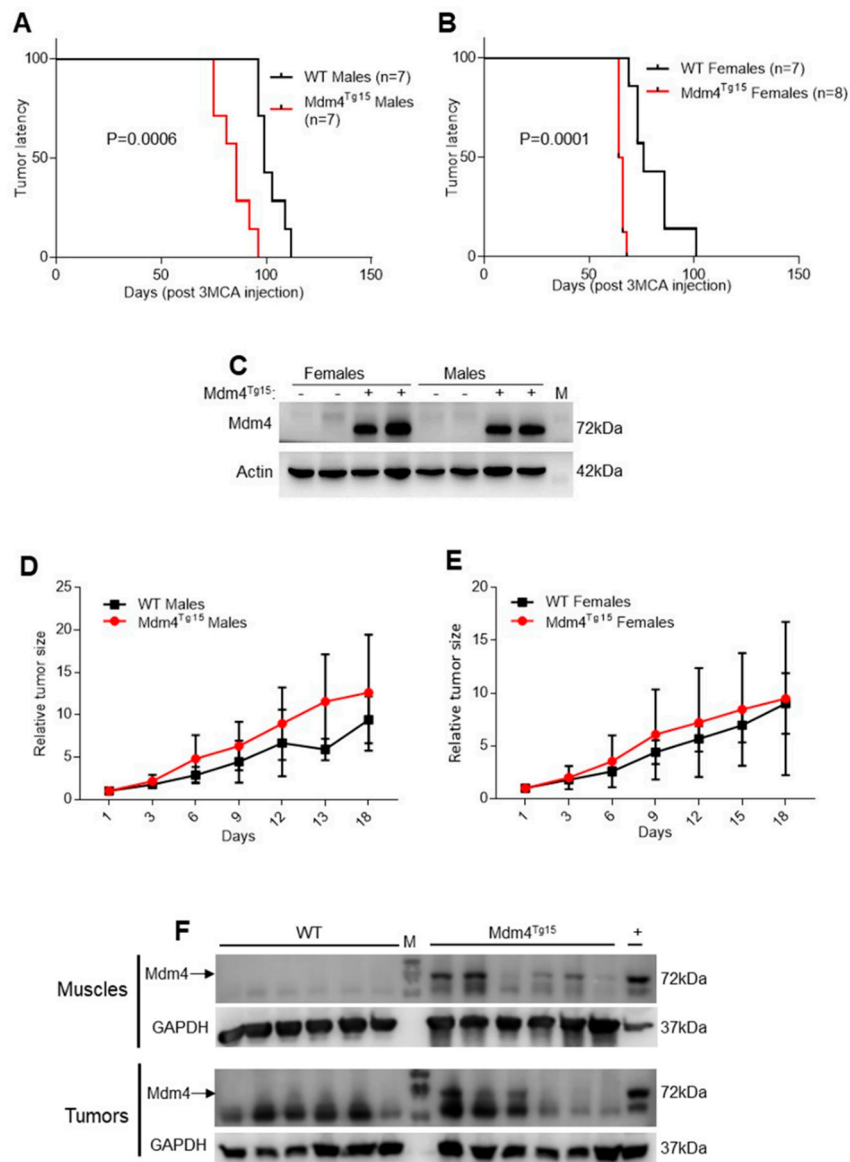 A
100
50
0
Tumor latency
WT Males (n=7)
Mdm4Tg15 Males
(n=7)
P=0.0006
0 50 100 150
Days (post 3MCA injection)
B
100
50
0
Tumor latency
WT Females (n=7)
Mdm4Tg15 Females (n=8)
P=0.0001
0 50 100 150
Days (post 3MCA injection)
C
Females Males
Mdm4Tg15: - - + + - - + + M
Mdm4 72kDa
Actin 42kDa
D
25
20
15
10
5
0
Relative tumor size
WT Males
Mdm4Tg15 Males
1 3 6 9 12 13 18
Days
E
20
15
10
5
0
Relative tumor size
WT Females
Mdm4Tg15 Females
1 3 6 9 12 15 18
Days
F
WT M Mdm4Tg15 +
Muscles
Mdm4 72kDa
GAPDH 37kDa
Tumors
Mdm4 72kDa
GAPDH 37kDa